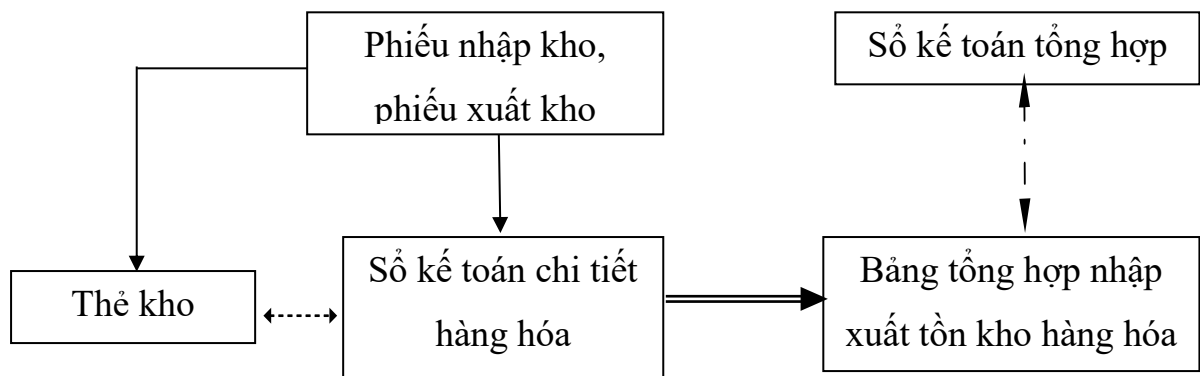 Phiếu nhập kho,
phiếu xuất kho
Sổ kế toán tổng hợp
Thẻ kho
Sổ kế toán chi tiết
hàng hóa
Bảng tổng hợp nhập
xuất tồn kho hàng hóa